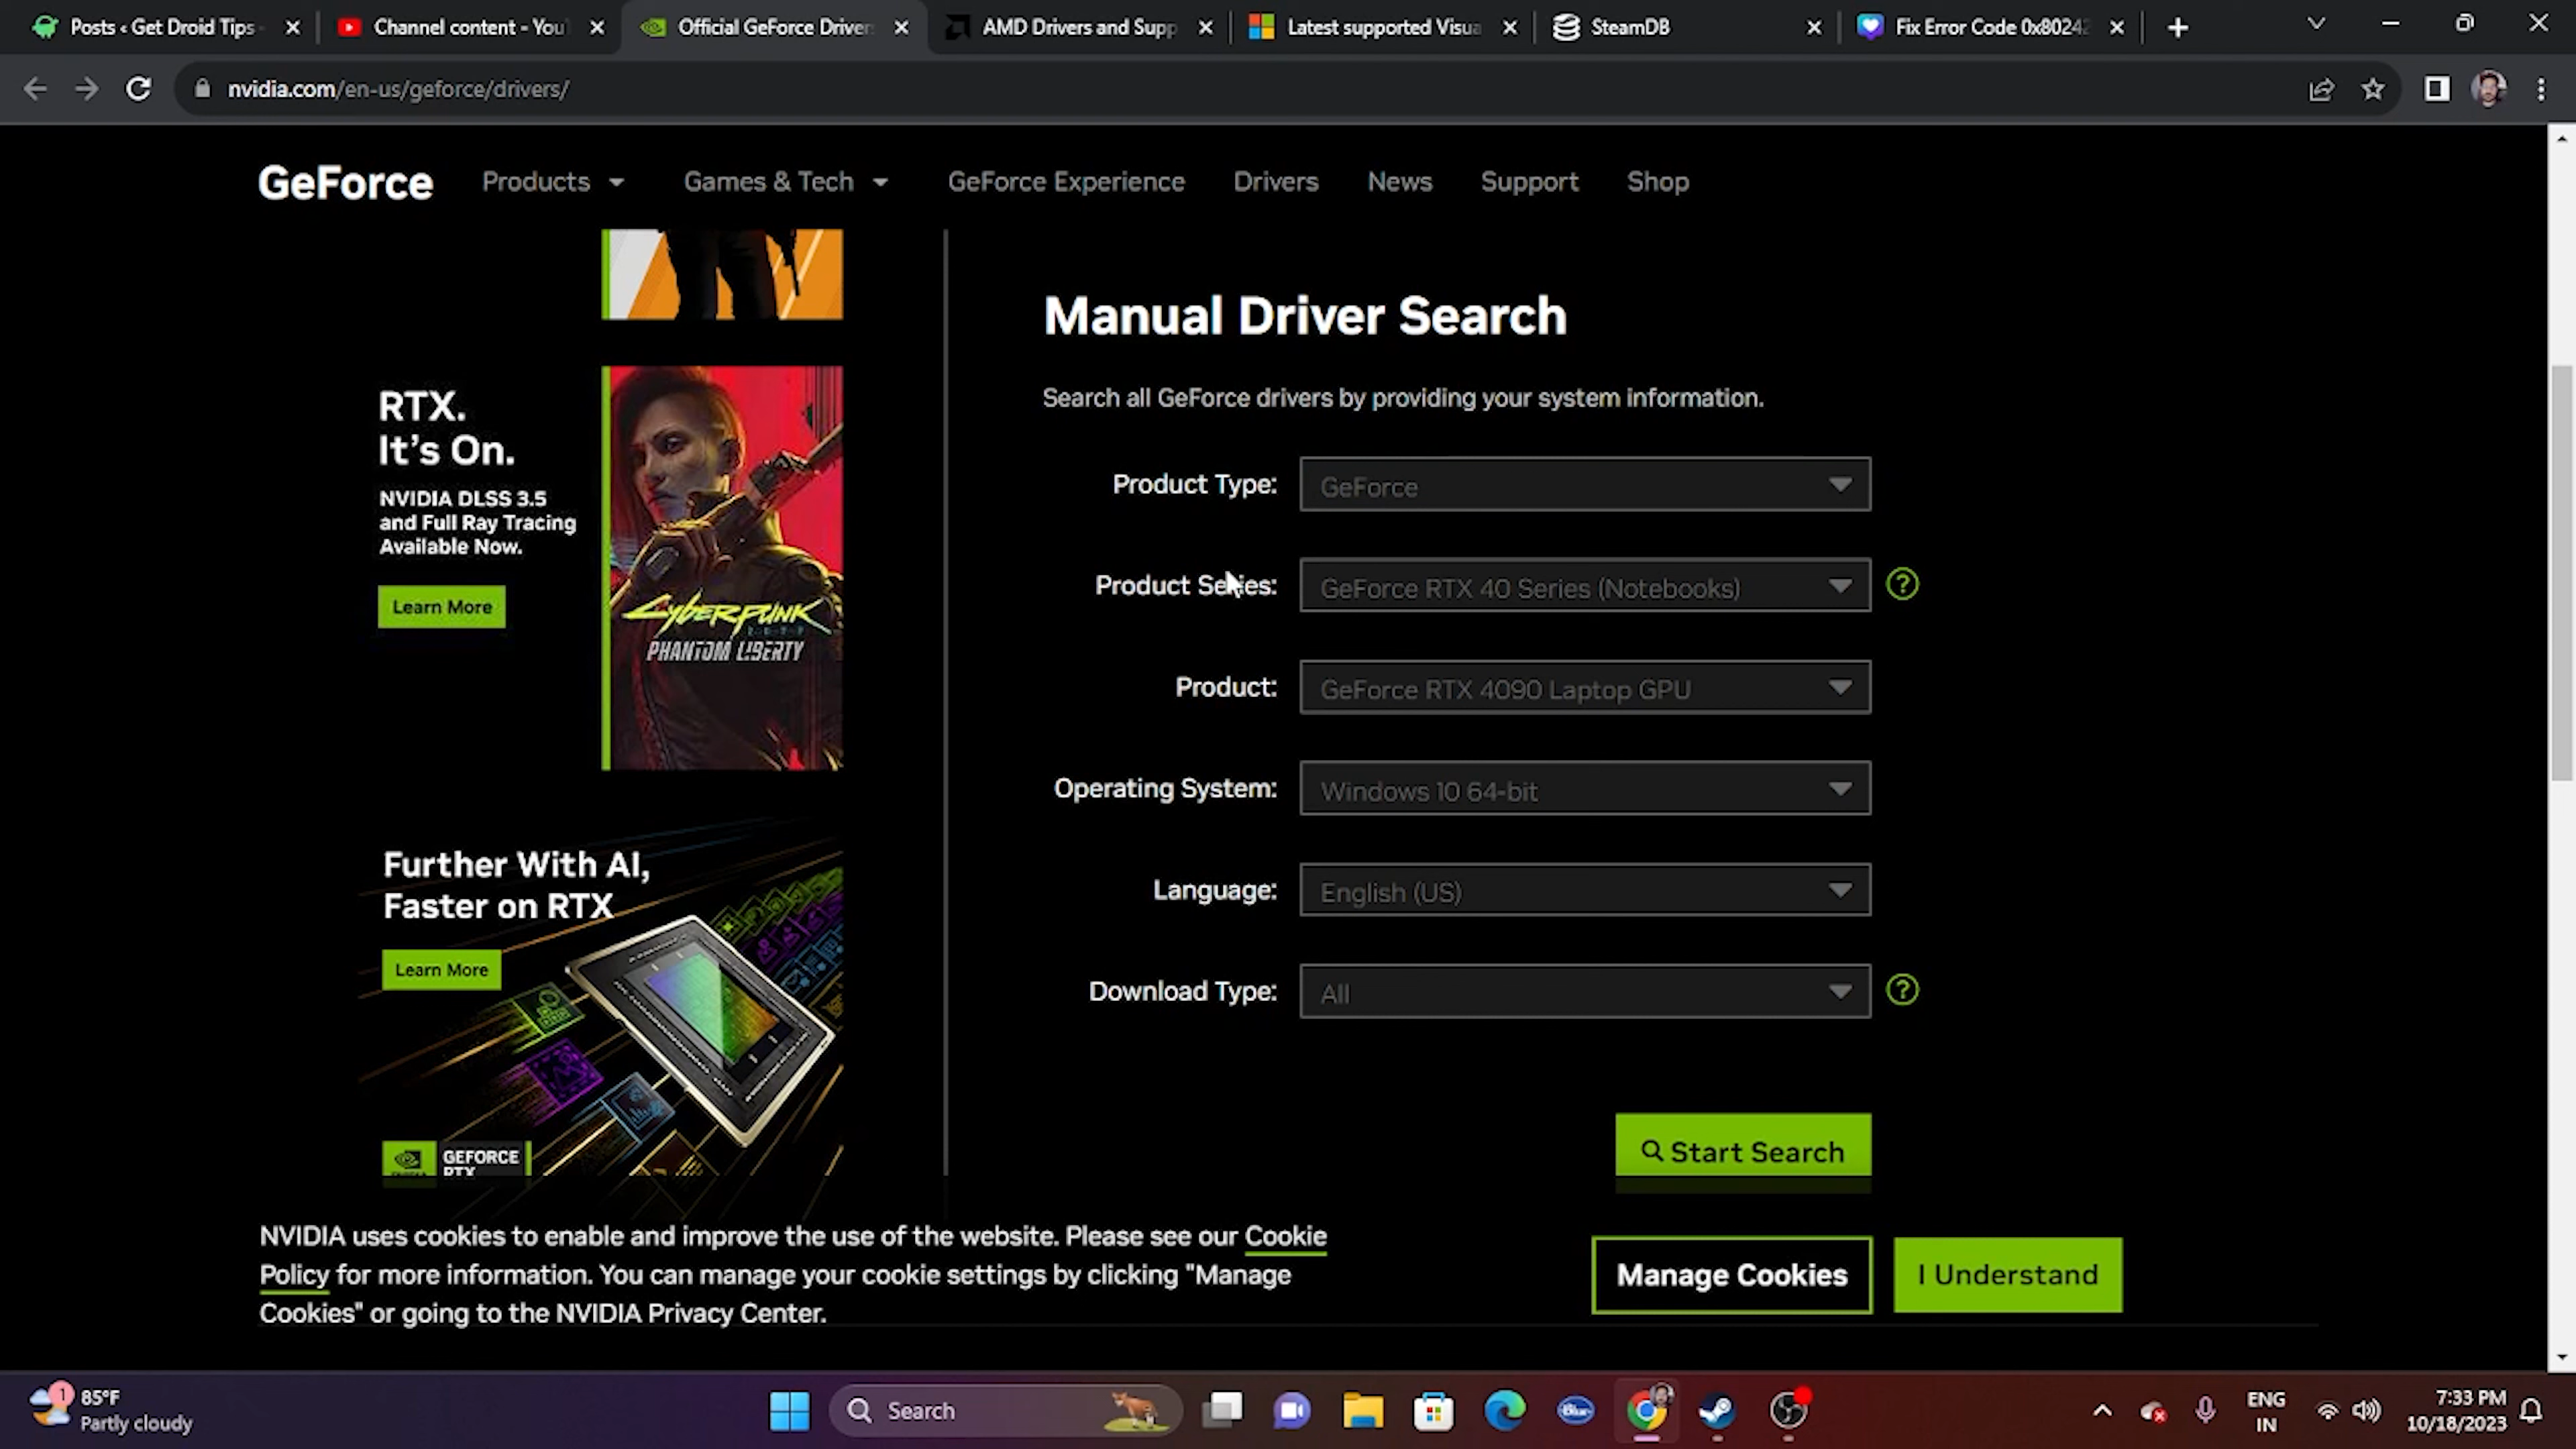 Posts ‹ Get Droid Tips
Channel content - You
Official GeForce Driver
AMD Drivers and Supp
Latest supported Visua
SteamDB
Fix Error Code 0x80242
nvidia.com/en-us/geforce/drivers/
GeForce
Products
Games & Tech
GeForce Experience
Drivers
News
Support
Shop
RTX.
It's On.
NVIDIA DLSS 3.5
and Full Ray Tracing
Available Now.
Learn More
Cyberpunk
PHANTOM LIBERTY
Further With AI,
Faster on RTX
Learn More
GEFORCE
RTX
Manual Driver Search
Search all GeForce drivers by providing your system information.
Product Type: GeForce
Product Series: GeForce RTX 40 Series (Notebooks) ?
Product: GeForce RTX 4090 Laptop GPU
Operating System: Windows 10 64-bit
Language: English (US)
Download Type: All ?
Start Search
NVIDIA uses cookies to enable and improve the use of the website. Please see our Cookie
Policy for more information. You can manage your cookie settings by clicking "Manage
Cookies" or going to the NVIDIA Privacy Center.
Manage Cookies
I Understand
1
85°F
Partly cloudy
Search
Blur
ENG
IN
7:33 PM
10/18/2023